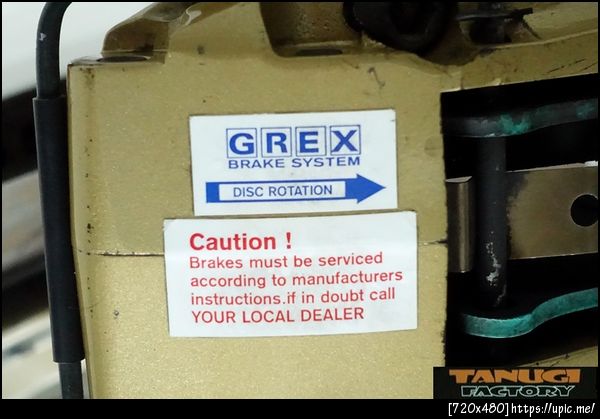 GREX
BRAKE SYSTEM
DISC ROTATION
Caution !
Brakes must be serviced
according to manufacturers
instructions.if in doubt call
YOUR LOCAL DEALER
TANUGI
FACTORY
[720x480]https://upic.me/